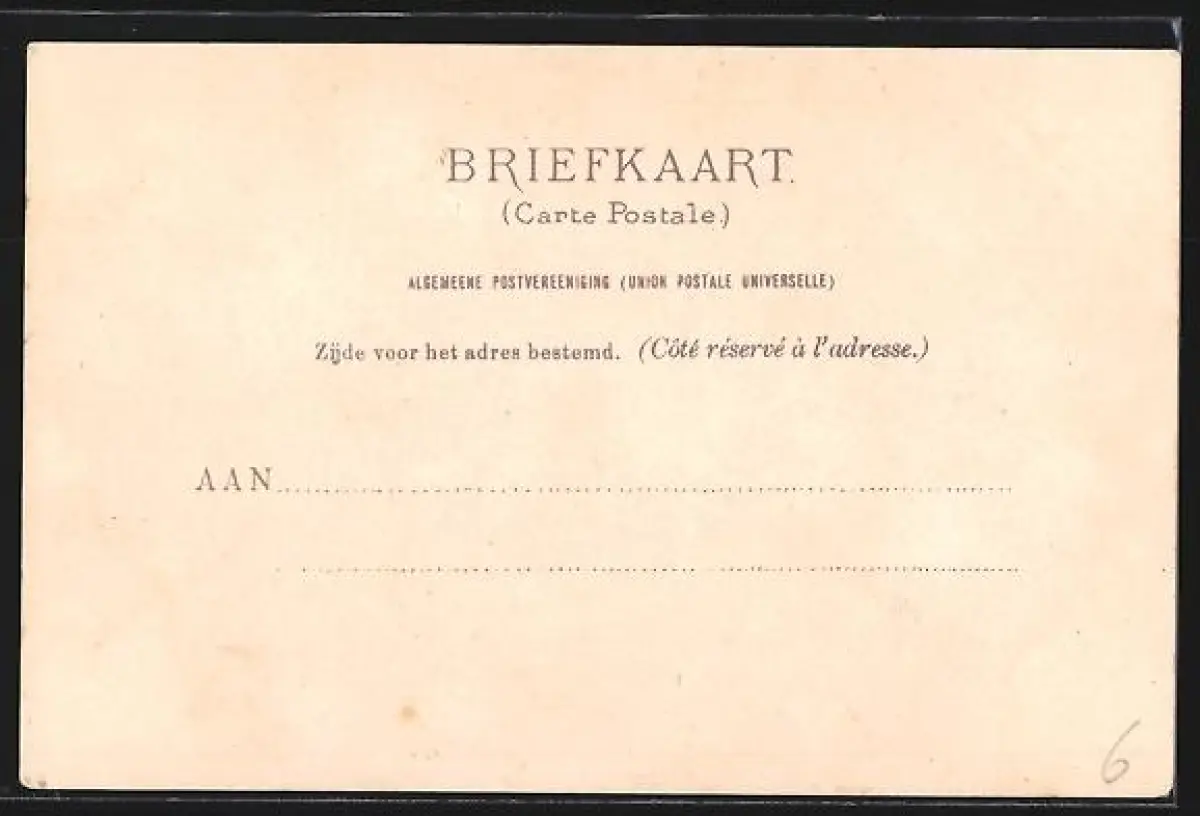 BRIEFKAART.
(Carte Postale.)
ALGEMEENE POSTVEREENIGING (UNION POSTALE UNIVERSELLE)
Zijde voor het adres bestemd. (Côté réservé à l'adresse.)
AAN
6